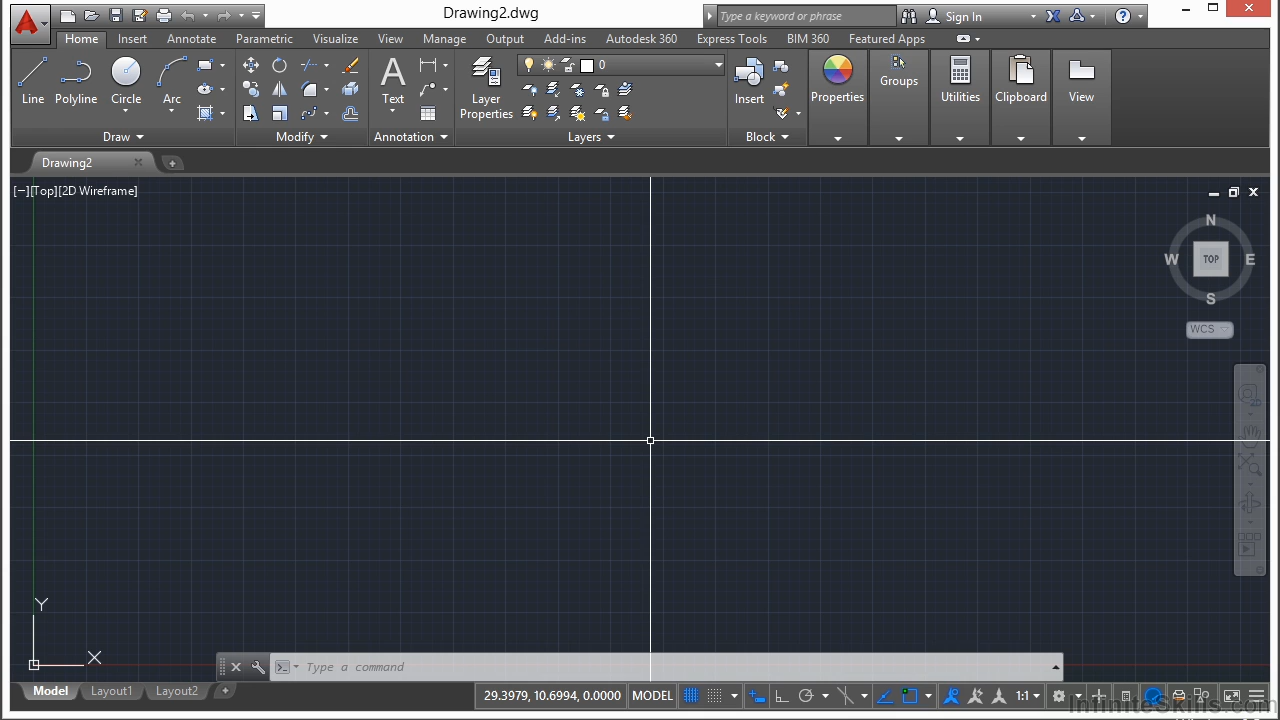 Drawing2.dwg
Type a keyword or phrase
Sign In
Home Insert Annotate Parametric Visualize View Manage Output Add-ins Autodesk 360 Express Tools BIM 360 Featured Apps
Line Polyline Circle Arc
Text
Layer Properties
0
Insert
Properties
Groups
Utilities
Clipboard
View
Draw Modify Annotation Layers Block
Drawing2
[−][Top][2D Wireframe]
N
W TOP E
S
WCS
2D
Y
X
Type a command
Model Layout1 Layout2
29.3979, 10.6994, 0.0000 MODEL 1:1
InfiniteSkills.com